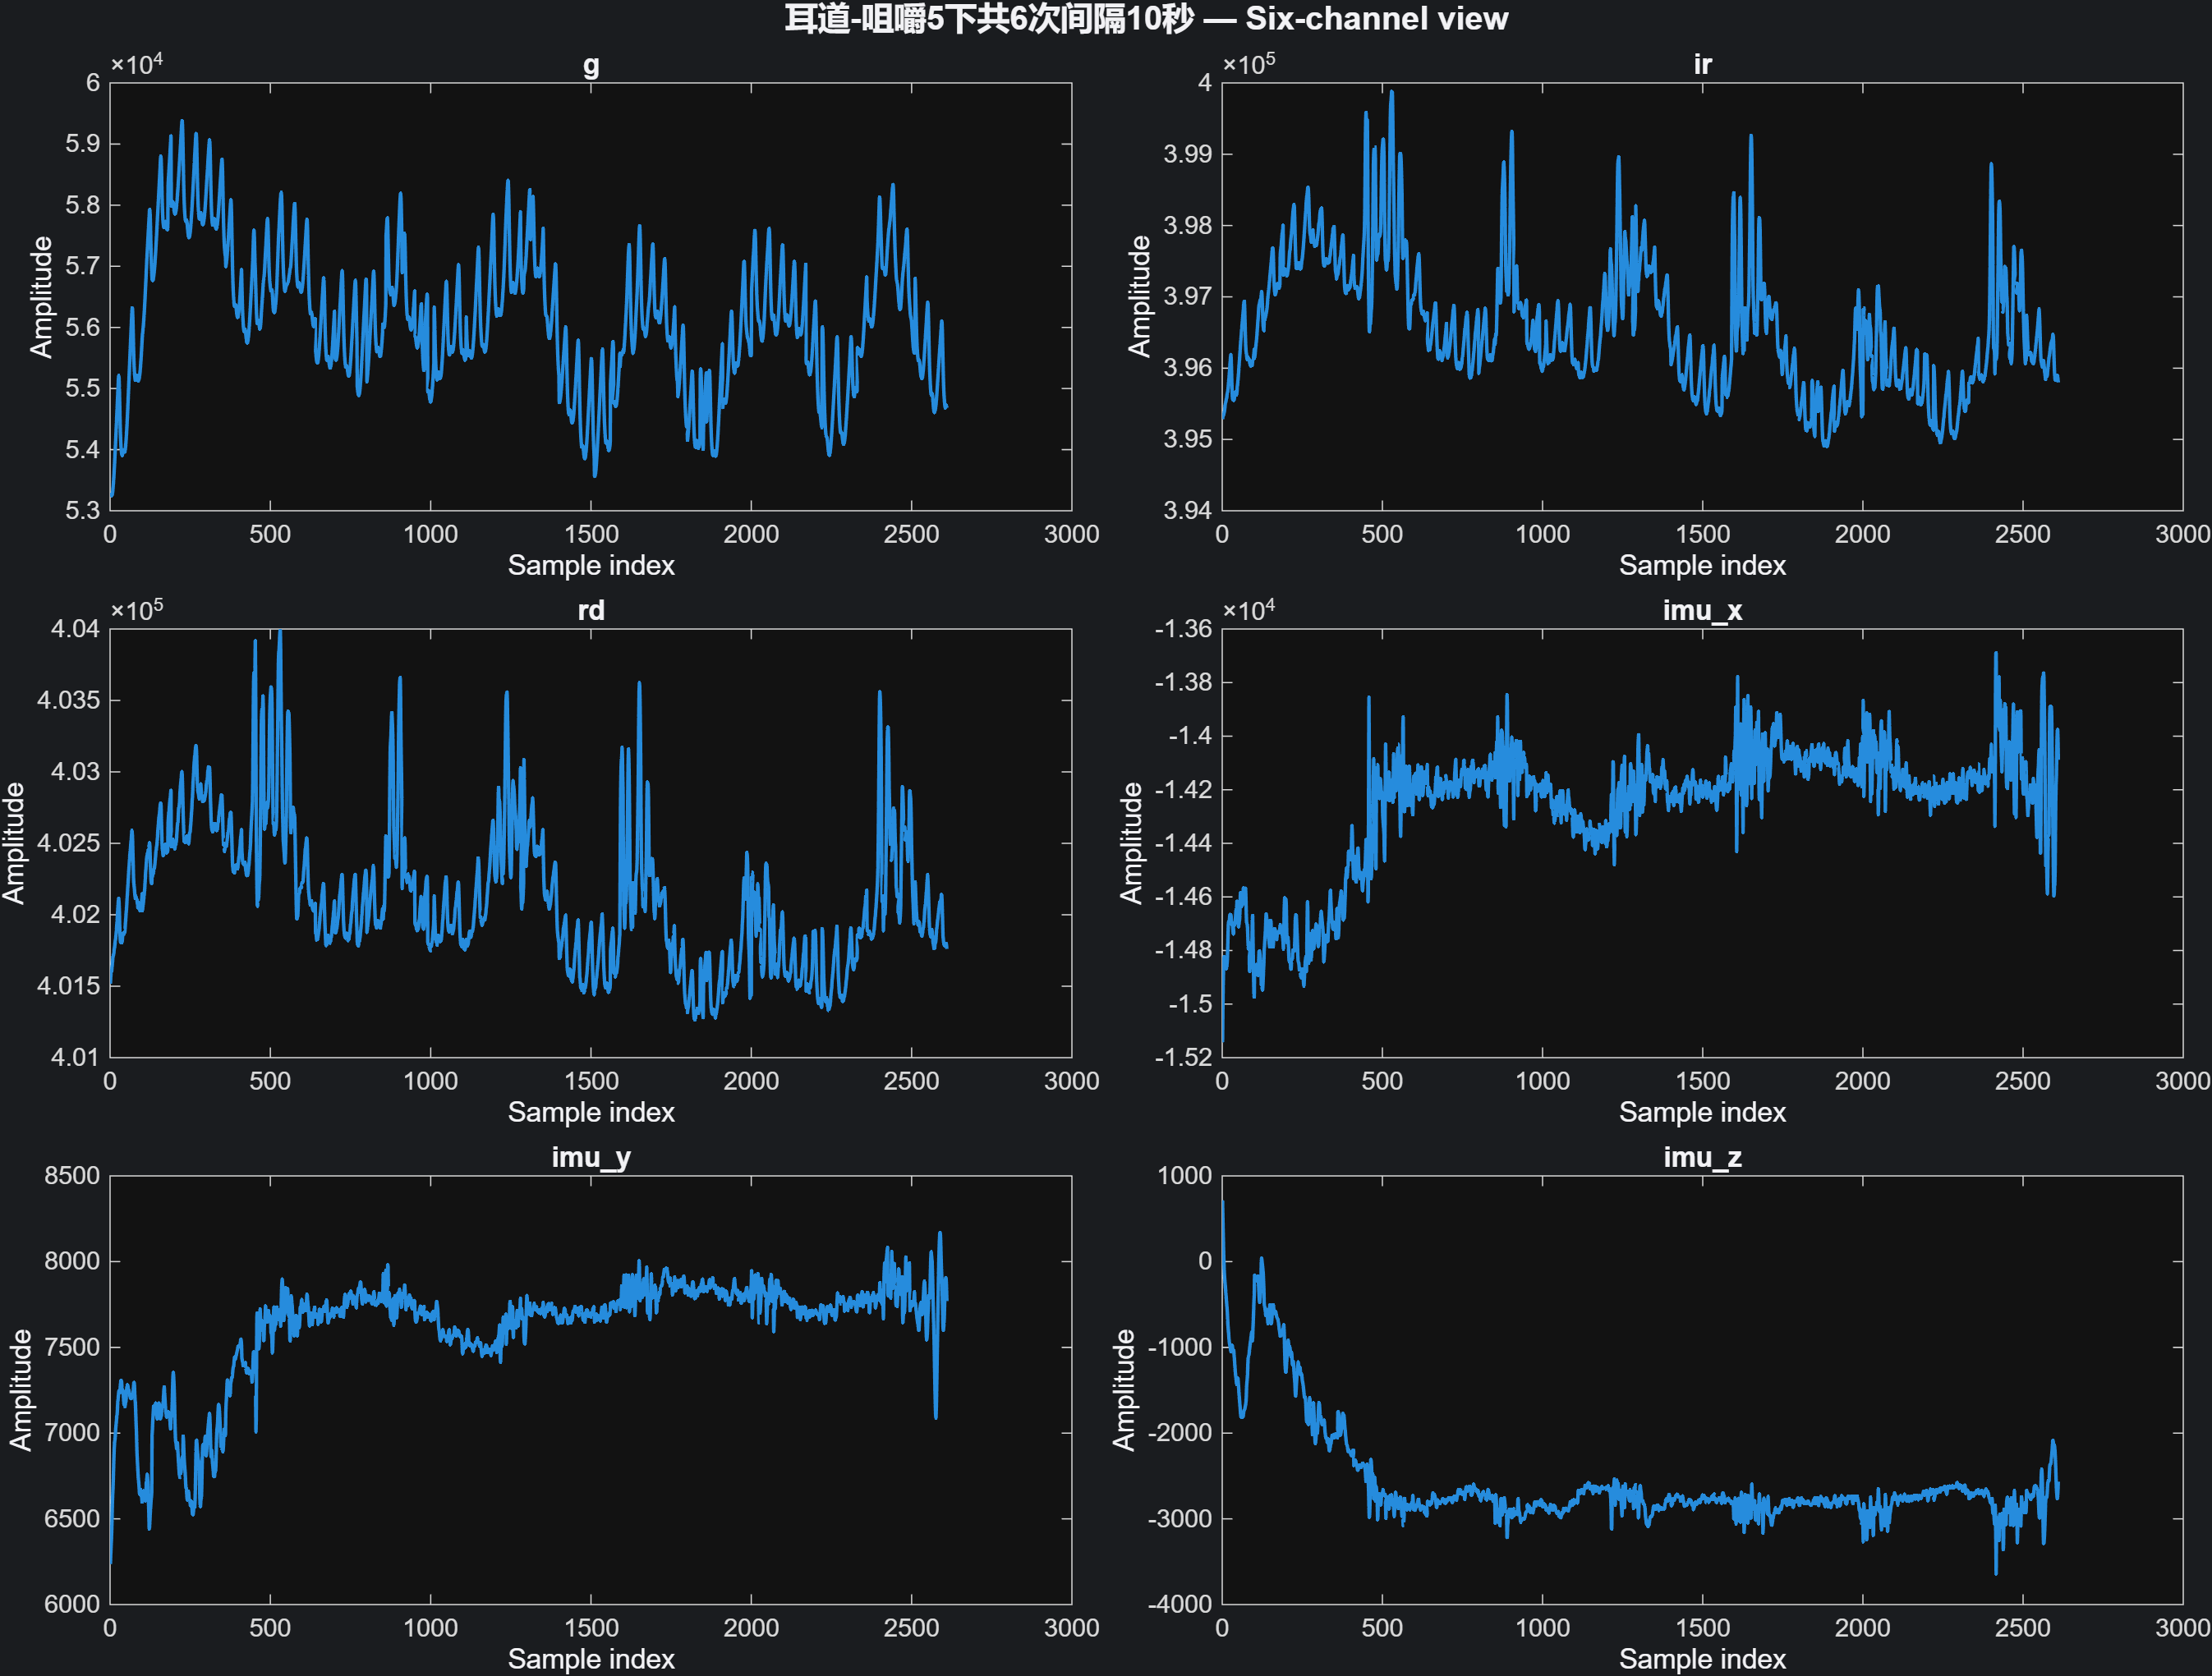 耳道-咀嚼5下共6次间隔10秒 — Six-channel view
g
×10⁴
6
5.9
5.8
5.7
5.6
5.5
5.4
5.3
Amplitude
0 500 1000 1500 2000 2500 3000
Sample index
ir
×10⁵
4
3.99
3.98
3.97
3.96
3.95
3.94
Amplitude
0 500 1000 1500 2000 2500 3000
Sample index
rd
×10⁵
4.04
4.035
4.03
4.025
4.02
4.015
4.01
Amplitude
0 500 1000 1500 2000 2500 3000
Sample index
imu_x
×10⁴
-1.36
-1.38
-1.4
-1.42
-1.44
-1.46
-1.48
-1.5
-1.52
Amplitude
0 500 1000 1500 2000 2500 3000
Sample index
imu_y
8500
8000
7500
7000
6500
6000
Amplitude
0 500 1000 1500 2000 2500 3000
Sample index
imu_z
1000
0
-1000
-2000
-3000
-4000
Amplitude
0 500 1000 1500 2000 2500 3000
Sample index